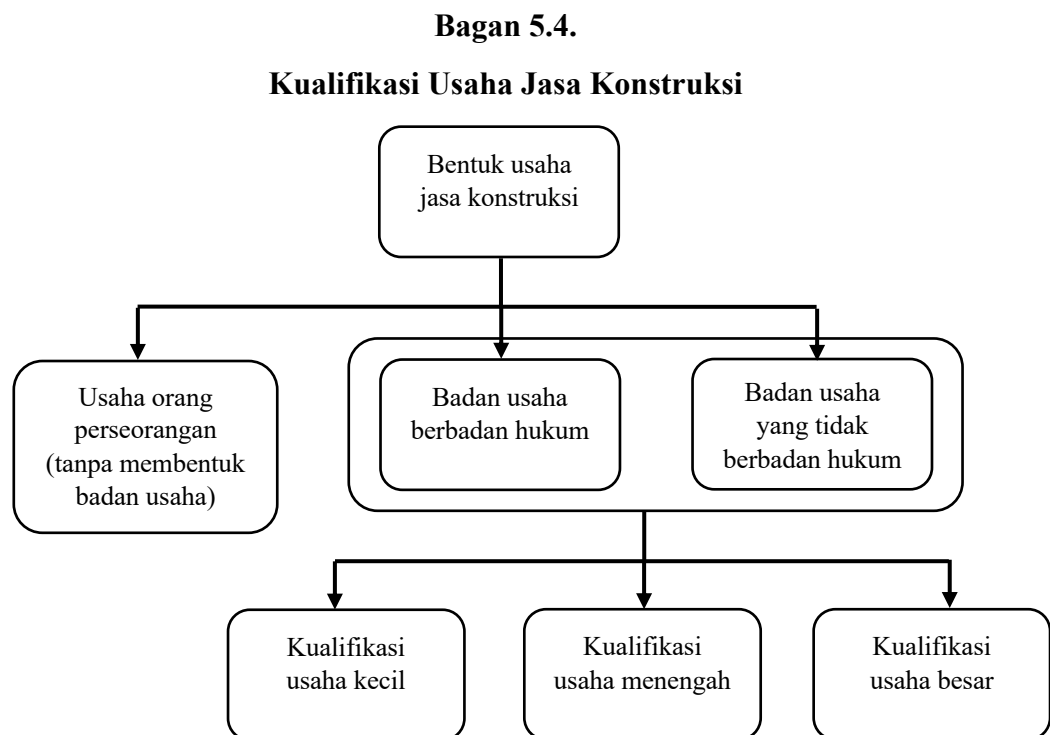 Bagan 5.4.
Kualifikasi Usaha Jasa Konstruksi
Bentuk usaha
jasa konstruksi
Usaha orang
perseorangan
(tanpa membentuk
badan usaha)
Badan usaha
berbadan hukum
Badan usaha
yang tidak
berbadan hukum
Kualifikasi
usaha kecil
Kualifikasi
usaha menengah
Kualifikasi
usaha besar